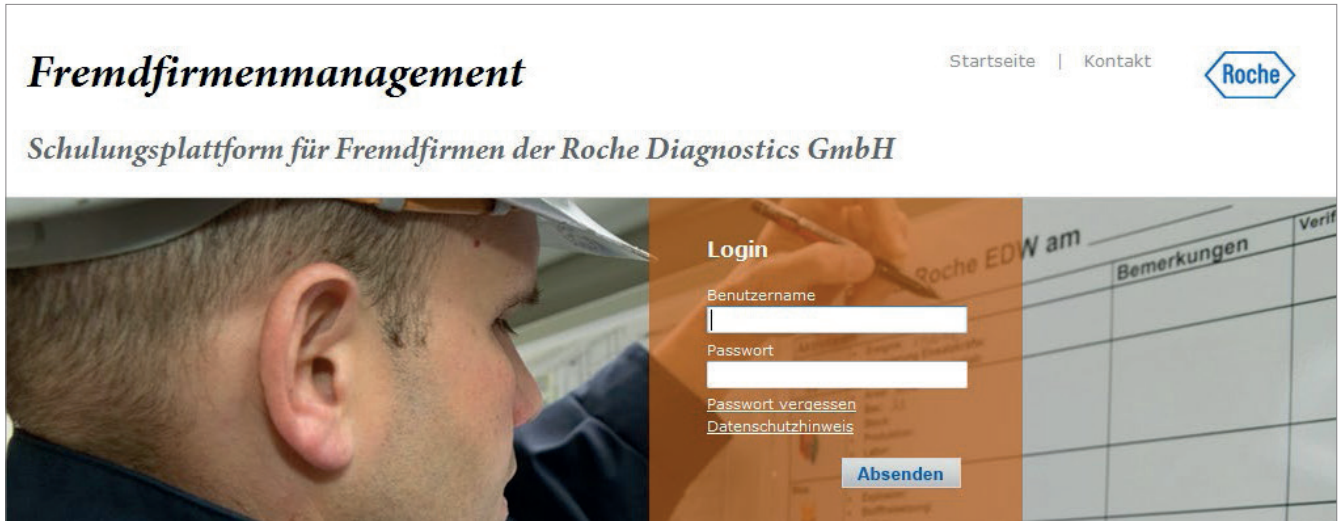 Fremdfirmenmanagement
Startseite | Kontakt
Roche
Schulungsplattform für Fremdfirmen der Roche Diagnostics GmbH
Login
Benutzername
Passwort
Passwort vergessen
Datenschutzhinweis
Absenden
Roche EDW am
Bemerkungen
Verif